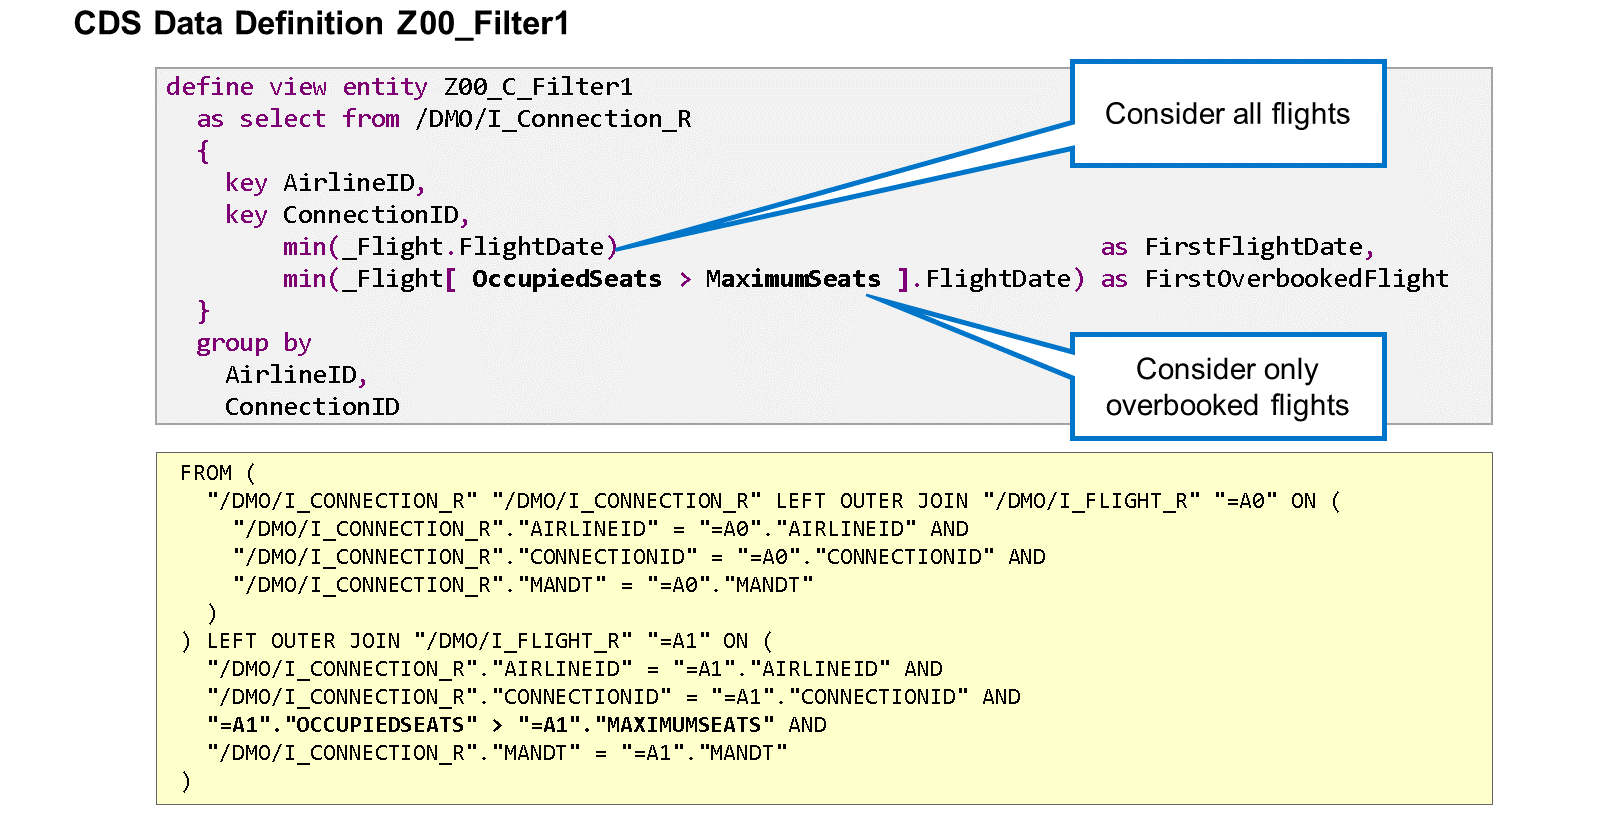 CDS Data Definition Z00_Filter1
define view entity Z00_C_Filter1
as select from /DMO/I_Connection_R
{
key AirlineID,
key ConnectionID,
min(_Flight.FlightDate) as FirstFlightDate,
min(_Flight[ OccupiedSeats > MaximumSeats ].FlightDate) as FirstOverbookedFlight
}
group by
AirlineID,
ConnectionID
Consider all flights
Consider only
overbooked flights
FROM (
"/DMO/I_CONNECTION_R" "/DMO/I_CONNECTION_R" LEFT OUTER JOIN "/DMO/I_FLIGHT_R" "=A0" ON (
"/DMO/I_CONNECTION_R"."AIRLINEID" = "=A0"."AIRLINEID" AND
"/DMO/I_CONNECTION_R"."CONNECTIONID" = "=A0"."CONNECTIONID" AND
"/DMO/I_CONNECTION_R"."MANDT" = "=A0"."MANDT"
)
) LEFT OUTER JOIN "/DMO/I_FLIGHT_R" "=A1" ON (
"/DMO/I_CONNECTION_R"."AIRLINEID" = "=A1"."AIRLINEID" AND
"/DMO/I_CONNECTION_R"."CONNECTIONID" = "=A1"."CONNECTIONID" AND
"=A1"."OCCUPIEDSEATS" > "=A1"."MAXIMUMSEATS" AND
"/DMO/I_CONNECTION_R"."MANDT" = "=A1"."MANDT"
)